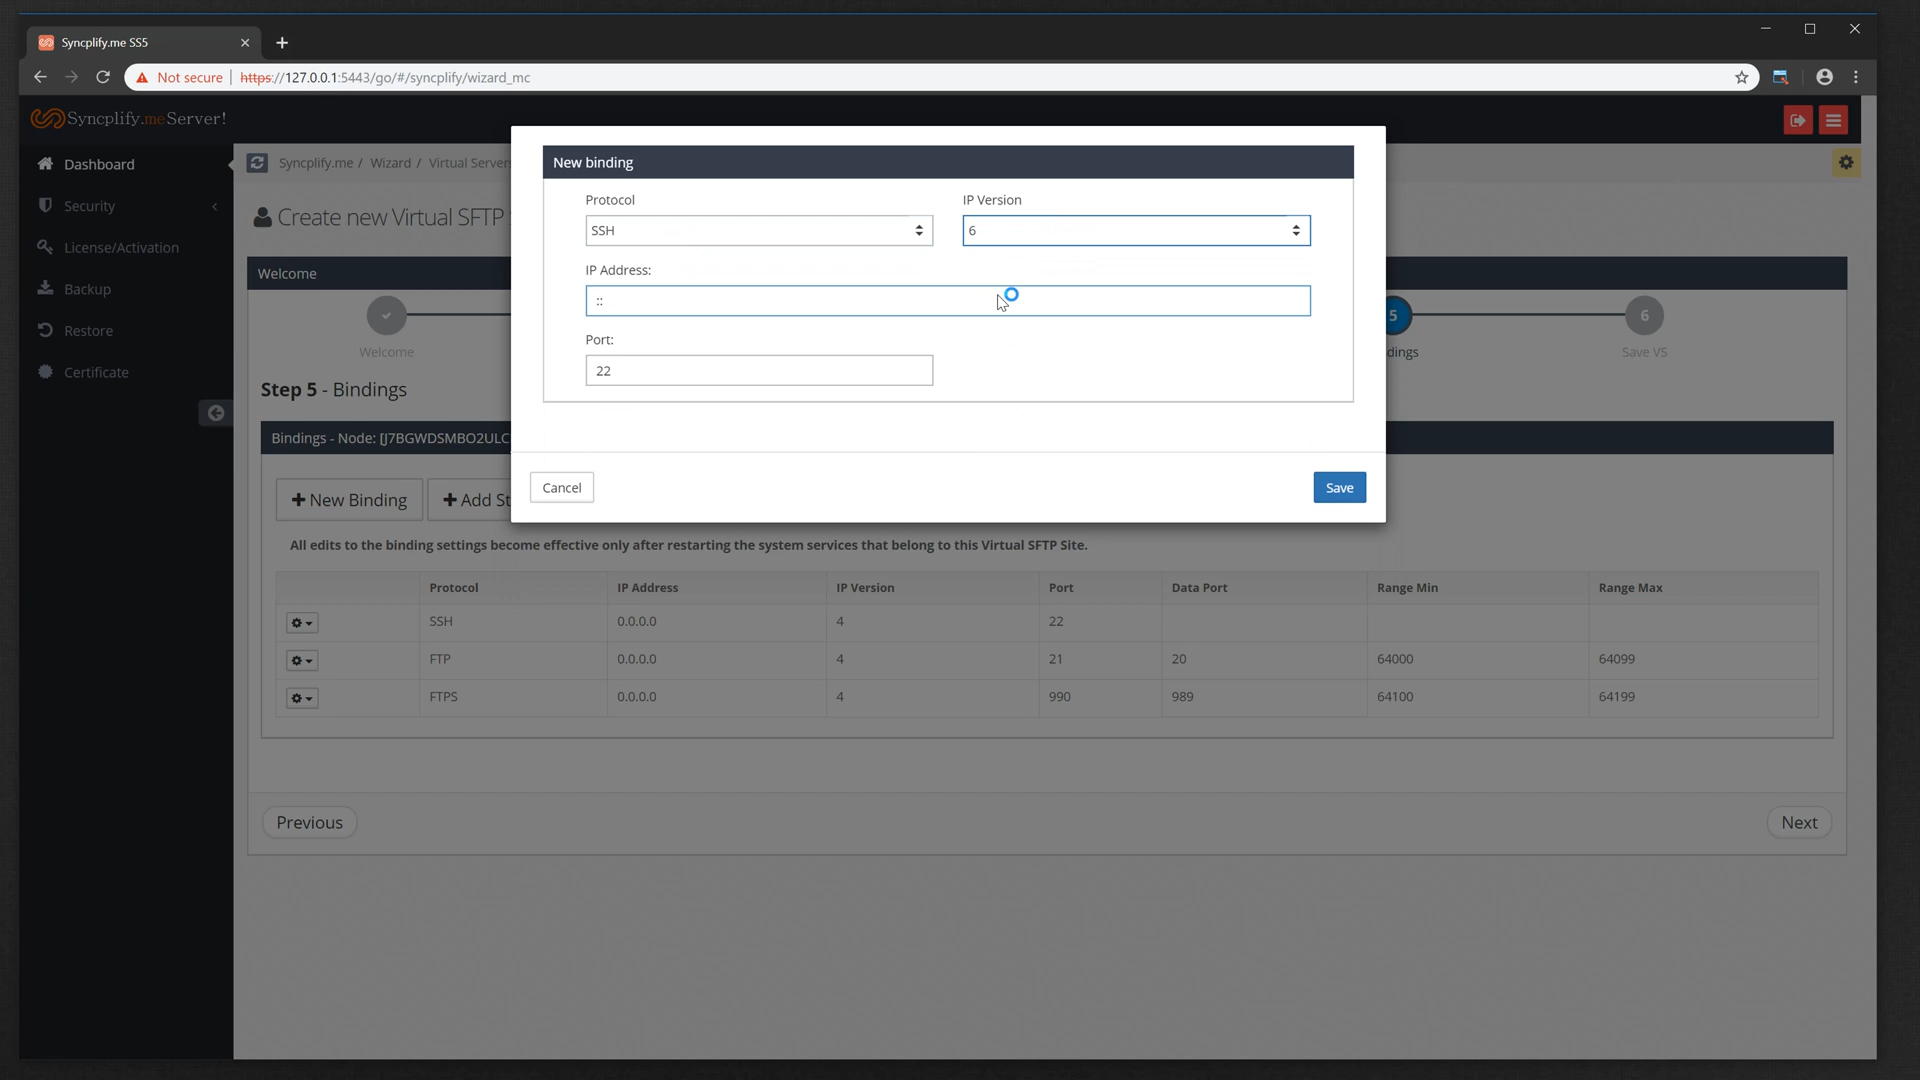 Syncplify.me SS5
Not secure | https://127.0.0.1:5443/go/#/syncplify/wizard_mc
Syncplify.meServer!
Dashboard
Security
License/Activation
Backup
Restore
Certificate
Syncplify.me / Wizard / Virtual Servers
Create new Virtual SFTP
Welcome
Welcome
5
6
Save VS
Step 5 - Bindings
Bindings - Node: [J7BGWDSMBO2ULC
New Binding
Add St
New binding
Protocol
IP Version
SSH
6
IP Address:
::
Port:
22
Cancel
Save
All edits to the binding settings become effective only after restarting the system services that belong to this Virtual SFTP Site.
Protocol IP Address IP Version Port Data Port Range Min Range Max
SSH 0.0.0.0 4 22
FTP 0.0.0.0 4 21 20 64000 64099
FTPS 0.0.0.0 4 990 989 64100 64199
Previous
Next